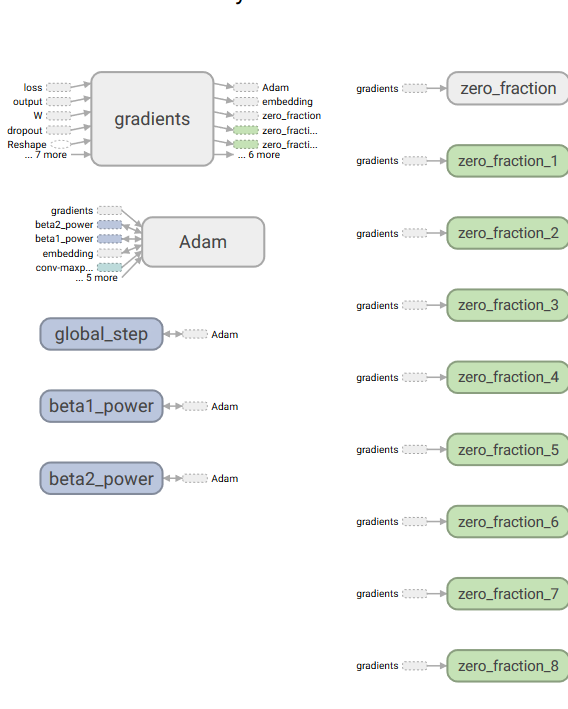 loss
output
W
dropout
Reshape
... 7 more
gradients
Adam
embedding
zero_fraction
zero_fracti...
zero_fracti...
... 6 more
gradients
beta2_power
beta1_power
embedding
conv-maxp...
... 5 more
Adam
global_step
Adam
beta1_power
Adam
beta2_power
Adam
gradients
zero_fraction
gradients
zero_fraction_1
gradients
zero_fraction_2
gradients
zero_fraction_3
gradients
zero_fraction_4
gradients
zero_fraction_5
gradients
zero_fraction_6
gradients
zero_fraction_7
gradients
zero_fraction_8